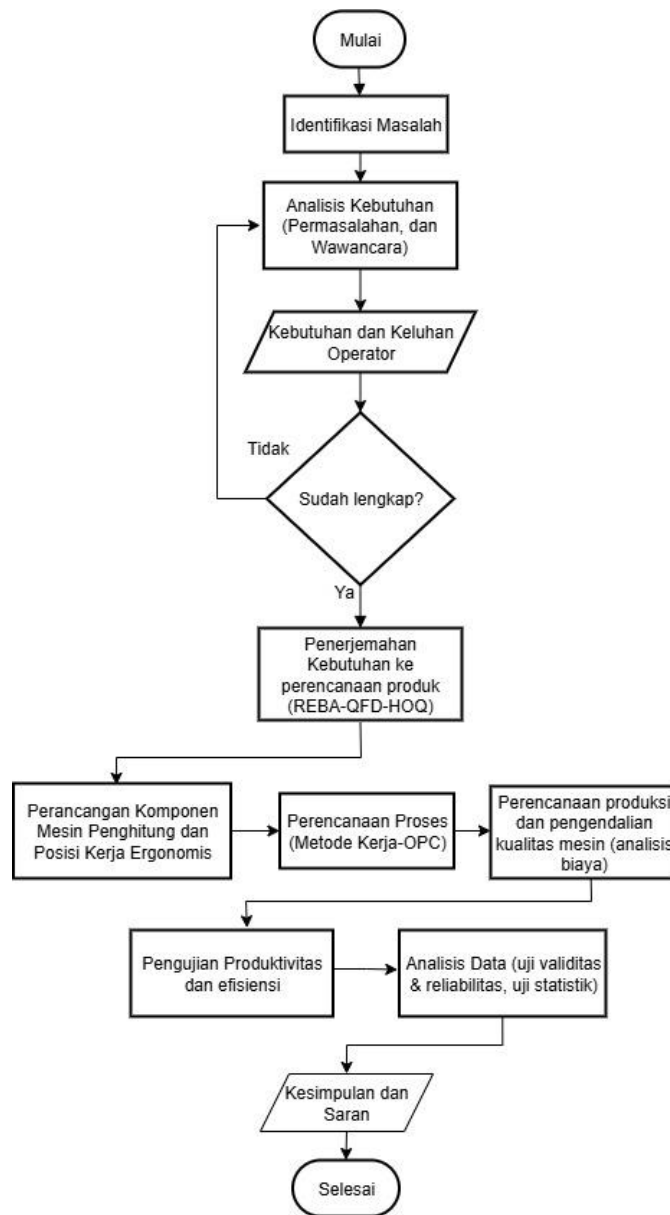 Mulai
Identifikasi Masalah
Analisis Kebutuhan
(Permasalahan, dan
Wawancara)
Kebutuhan dan Keluhan
Operator
Tidak
Sudah lengkap?
Ya
Penerjemahan
Kebutuhan ke
perencanaan produk
(REBA-QFD-HOQ)
Perancangan Komponen
Mesin Penghitung dan
Posisi Kerja Ergonomis
Perencanaan Proses
(Metode Kerja-OPC)
Perencanaan produksi
dan pengendalian
kualitas mesin (analisis
biaya)
Pengujian Produktivitas
dan efisiensi
Analisis Data (uji validitas
& reliabilitas, uji statistik)
Kesimpulan dan
Saran
Selesai